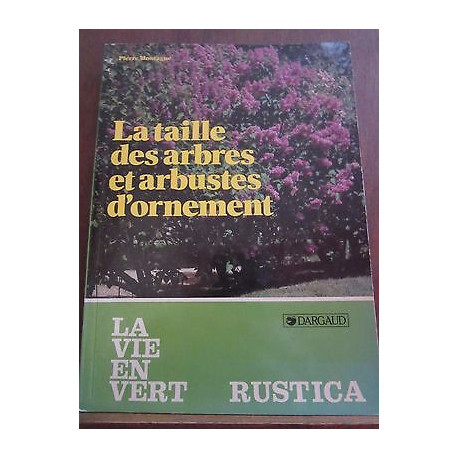 Pierre Montagne
La taille
des arbres
et arbustes
d'ornement
DARGAUD
LA
VIE
EN
VERT
RUSTICA